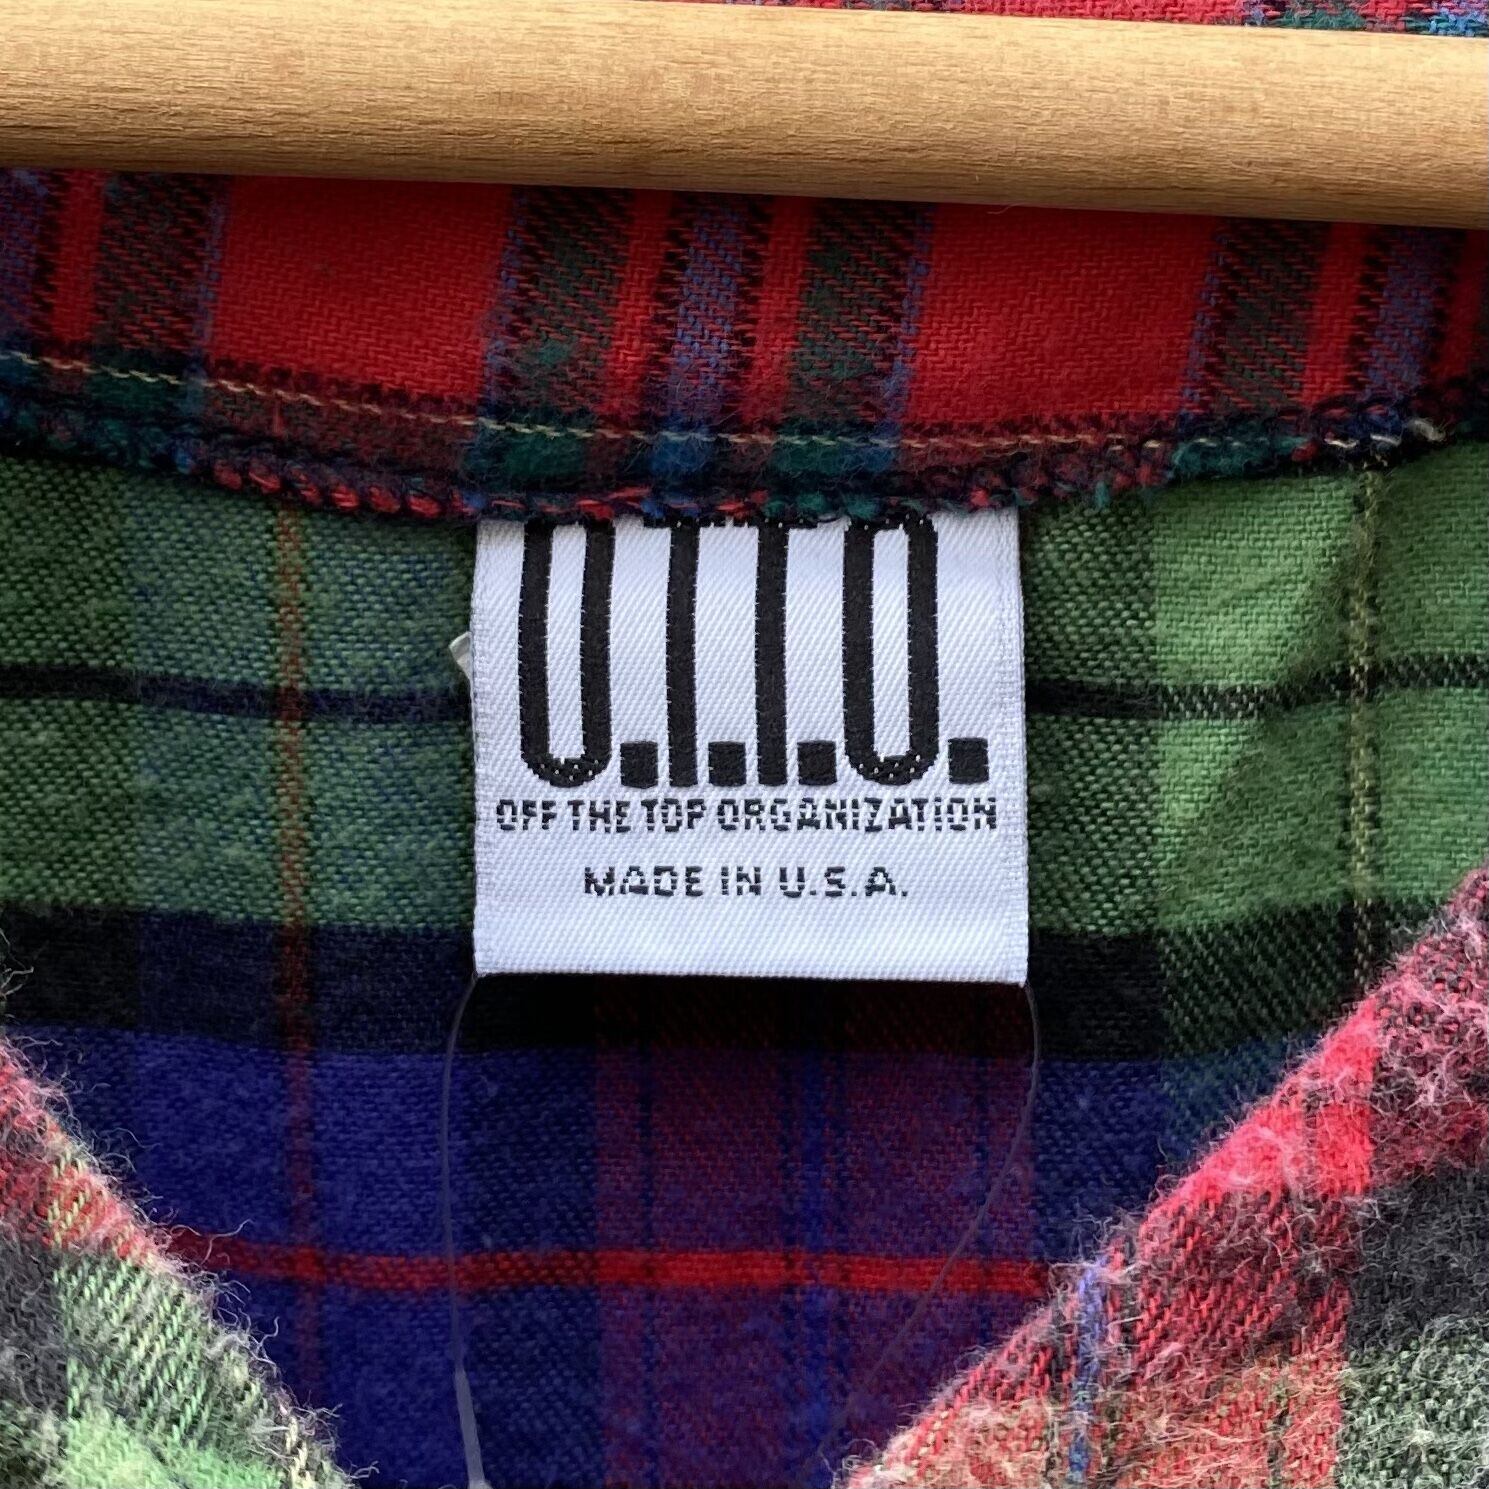 O.T.T.O.
OFF THE TOP ORGANIZATION
MADE IN U.S.A.